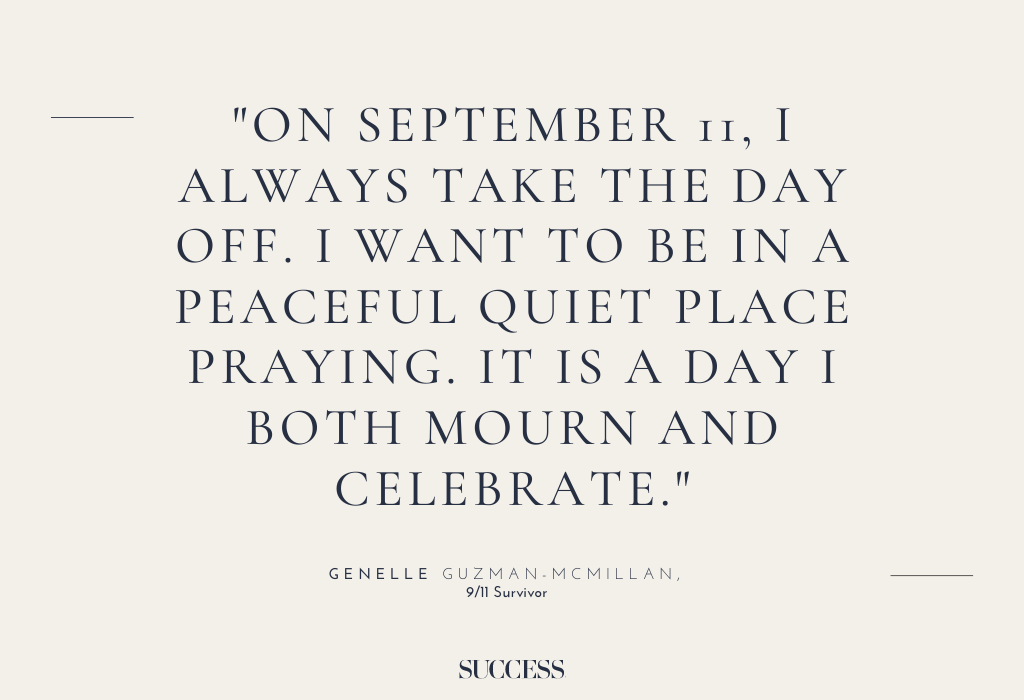 "ON SEPTEMBER 11, I
ALWAYS TAKE THE DAY
OFF. I WANT TO BE IN A
PEACEFUL QUIET PLACE
PRAYING. IT IS A DAY I
BOTH MOURN AND
CELEBRATE."
GENELLE GUZMAN-MCMILLAN,
9/11 Survivor
SUCCESS